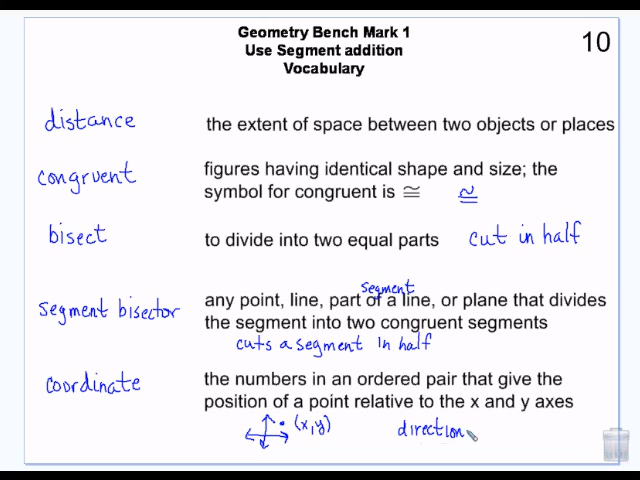 Geometry Bench Mark 1
Use Segment addition
Vocabulary
10
distance the extent of space between two objects or places
congruent figures having identical shape and size; the
symbol for congruent is ≅ ≅
bisect to divide into two equal parts cut in half
segment
segment bisector any point, line, part of a line, or plane that divides
the segment into two congruent segments
cuts a segment in half
coordinate the numbers in an ordered pair that give the
position of a point relative to the x and y axes
(x,y) direction